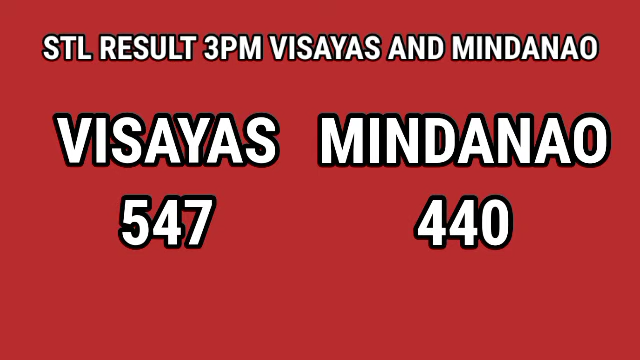 STL RESULT 3PM VISAYAS AND MINDANAO
VISAYAS MINDANAO
547 440